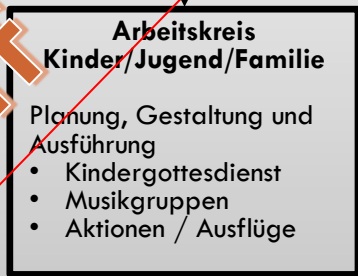 Arbeitskreis
Kinder/Jugend/Familie
Planung, Gestaltung und
Ausführung
• Kindergottesdienst
• Musikgruppen
• Aktionen / Ausflüge